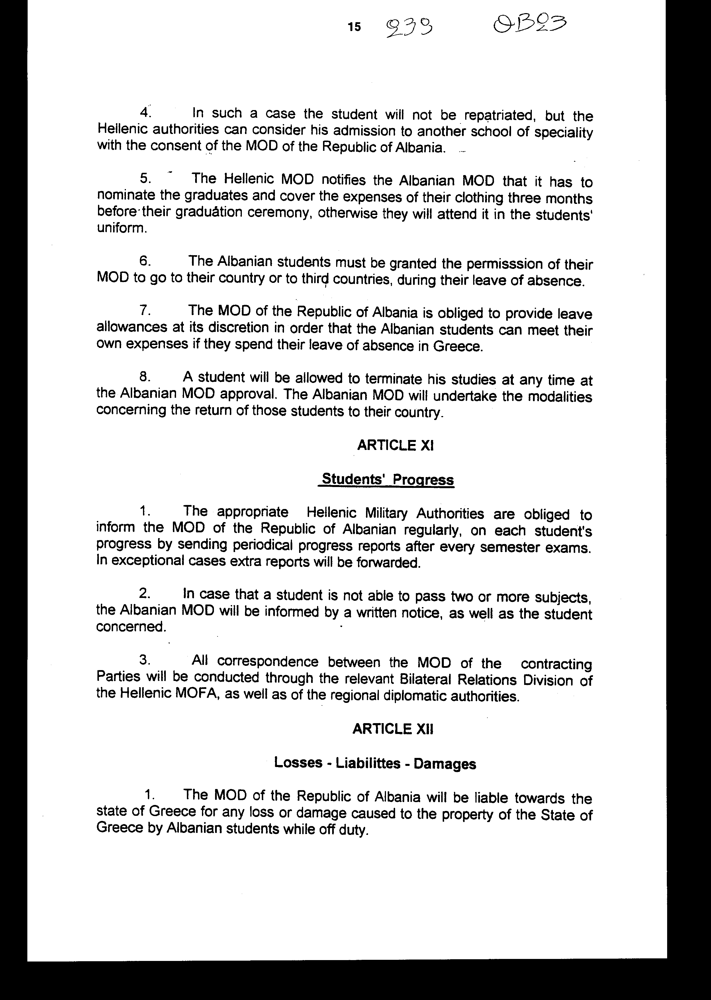 15 239 OB23
4. In such a case the student will not be repatriated, but the
Hellenic authorities can consider his admission to another school of speciality
with the consent of the MOD of the Republic of Albania.
5. The Hellenic MOD notifies the Albanian MOD that it has to
nominate the graduates and cover the expenses of their clothing three months
before their graduation ceremony, otherwise they will attend it in the students'
uniform.
6. The Albanian students must be granted the permisssion of their
MOD to go to their country or to third countries, during their leave of absence.
7. The MOD of the Republic of Albania is obliged to provide leave
allowances at its discretion in order that the Albanian students can meet their
own expenses if they spend their leave of absence in Greece.
8. A student will be allowed to terminate his studies at any time at
the Albanian MOD approval. The Albanian MOD will undertake the modalities
concerning the return of those students to their country.
ARTICLE XI
Students' Progress
1. The appropriate Hellenic Military Authorities are obliged to
inform the MOD of the Republic of Albanian regularly, on each student's
progress by sending periodical progress reports after every semester exams.
In exceptional cases extra reports will be forwarded.
2. In case that a student is not able to pass two or more subjects,
the Albanian MOD will be informed by a written notice, as well as the student
concerned.
3. All correspondence between the MOD of the contracting
Parties will be conducted through the relevant Bilateral Relations Division of
the Hellenic MOFA, as well as of the regional diplomatic authorities.
ARTICLE XII
Losses - Liabilittes - Damages
1. The MOD of the Republic of Albania will be liable towards the
state of Greece for any loss or damage caused to the property of the State of
Greece by Albanian students while off duty.